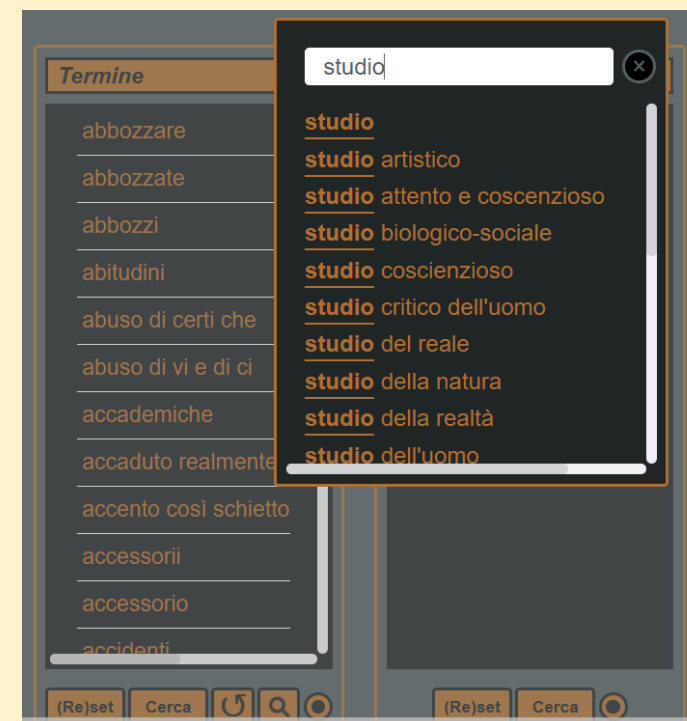 Termine
abbozzare
abbozzate
abbozzi
abitudini
abuso di certi che
abuso di vi e di ci
accademiche
accaduto realmente
accento così schietto
accessorii
accessorio
accidenti
(Re)set Cerca
studio
studio
studio artistico
studio attento e coscenzioso
studio biologico-sociale
studio coscienzioso
studio critico dell'uomo
studio del reale
studio della natura
studio della realtà
studio dell'uomo
(Re)set Cerca